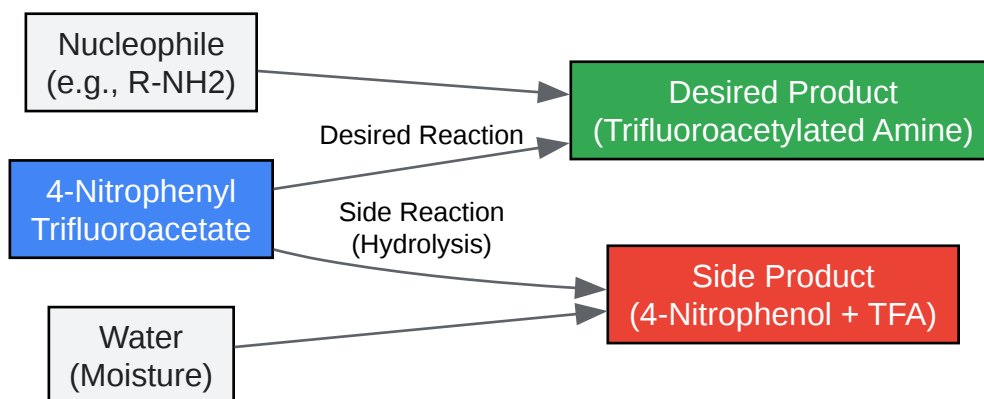 Nucleophile
(e.g., R-NH2)
Desired Product
(Trifluoroacetylated Amine)
Desired Reaction
4-Nitrophenyl
Trifluoroacetate
Side Reaction
(Hydrolysis)
Side Product
(4-Nitrophenol + TFA)
Water
(Moisture)